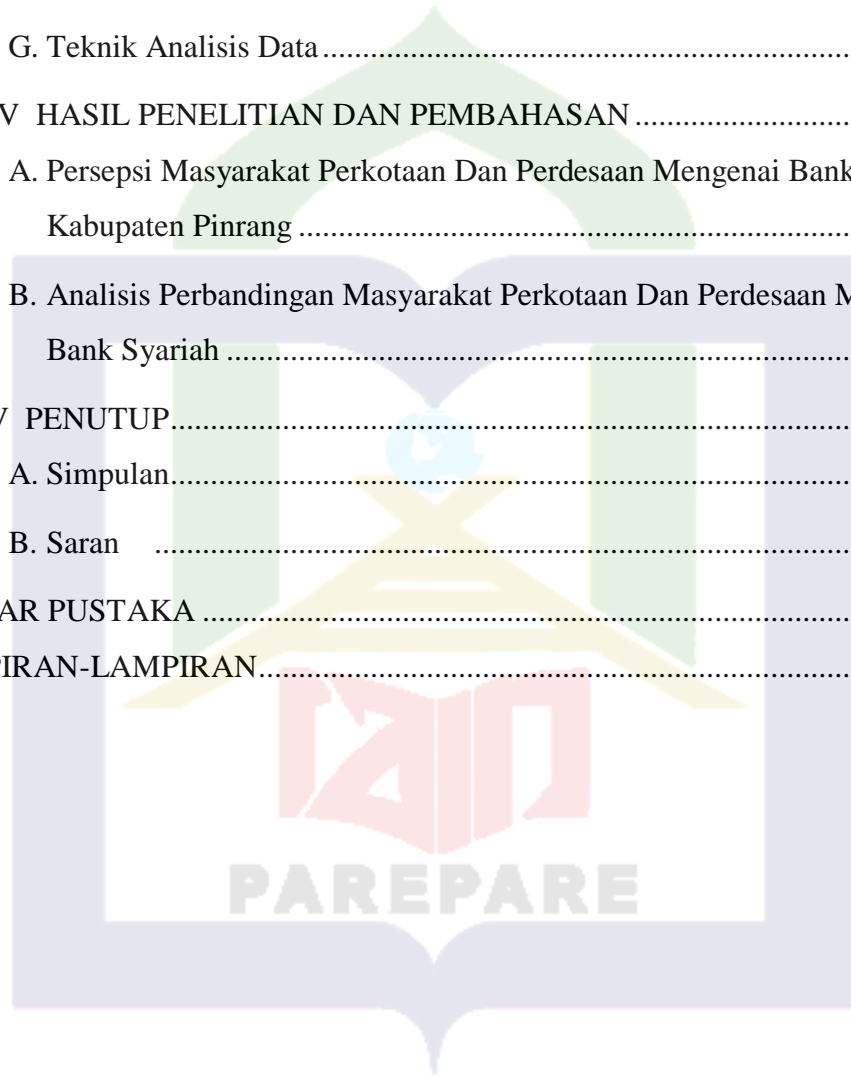 G. Teknik Analisis Data ..........................................................................
V HASIL PENELITIAN DAN PEMBAHASAN ..............................
A. Persepsi Masyarakat Perkotaan Dan Perdesaan Mengenai Bank
Kabupaten Pinrang ............................................................................
B. Analisis Perbandingan Masyarakat Perkotaan Dan Perdesaan M
Bank Syariah ......................................................................................
V PENUTUP ...........................................................................................
A. Simpulan .............................................................................................
B. Saran ...............................................................................................
AR PUSTAKA ........................................................................................
PIRAN-LAMPIRAN ................................................................................
PAREPARE